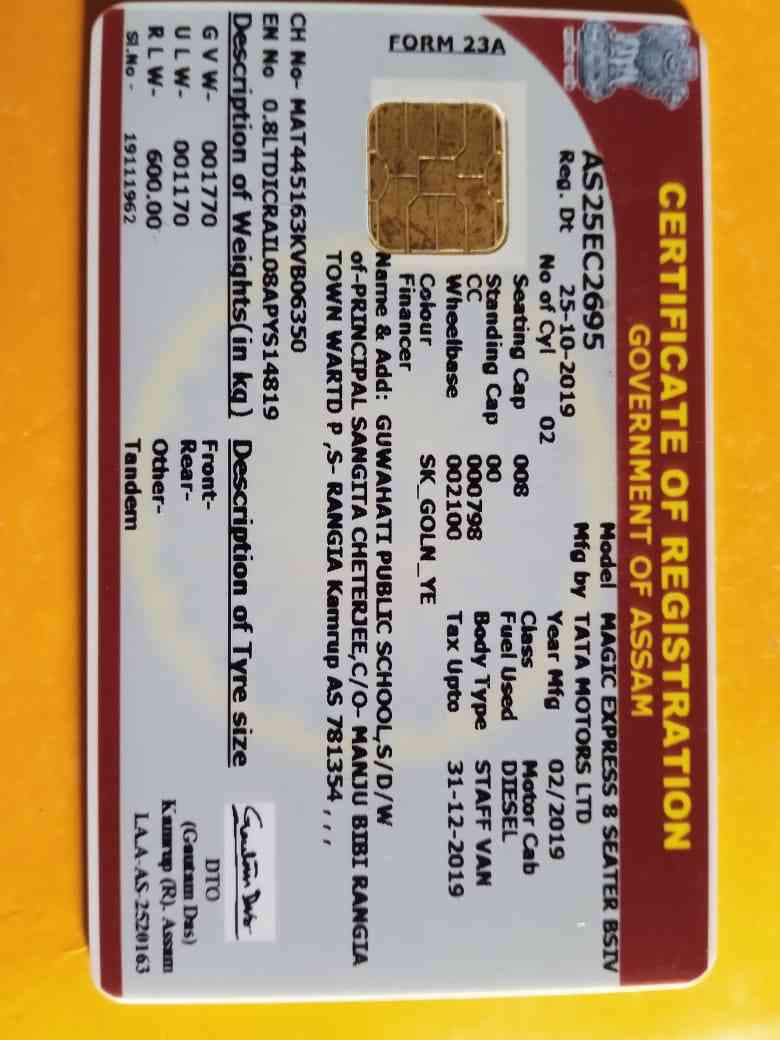 CERTIFICATE OF REGISTRATION
GOVERNMENT OF ASSAM
AS25EC2695 Model MAGIC EXPRESS 8 SEATER BSIV
Reg. Dt 25-10-2019 Mfg by TATA MOTORS LTD
No of Cyl 02 Year Mfg 02/2019
Seating Cap 008 Class Motor Cab
Standing Cap 00 Fuel Used DIESEL
CC 000798 Body Type STAFF VAN
Wheelbase 002100 Tax Upto 31-12-2019
Colour SK_GOLN_YE
Financer
FORM 23A
Name & Add: GUWAHATI PUBLIC SCHOOL,S/D/W
of-PRINCIPAL SANGITA CHETERJEE,C/O- MANJU BIBI RANGIA
TOWN WARTD P ,S- RANGIA Kamrup AS 781354 , , ,
CH No- MAT445163KVB06350
EN No 0.8LTDICRAIL08APYS14819
Description of Weights(in kg) Description of Tyre size
G V W- 001770 Front-
U L W- 001170 Rear-
R L W- 600.00 Other-
Sl.No - 19111962 Tandem
Gautam Das
DTO
(Gautam Das)
Kamrup (R), Assam
I.A.A-AS-2520163